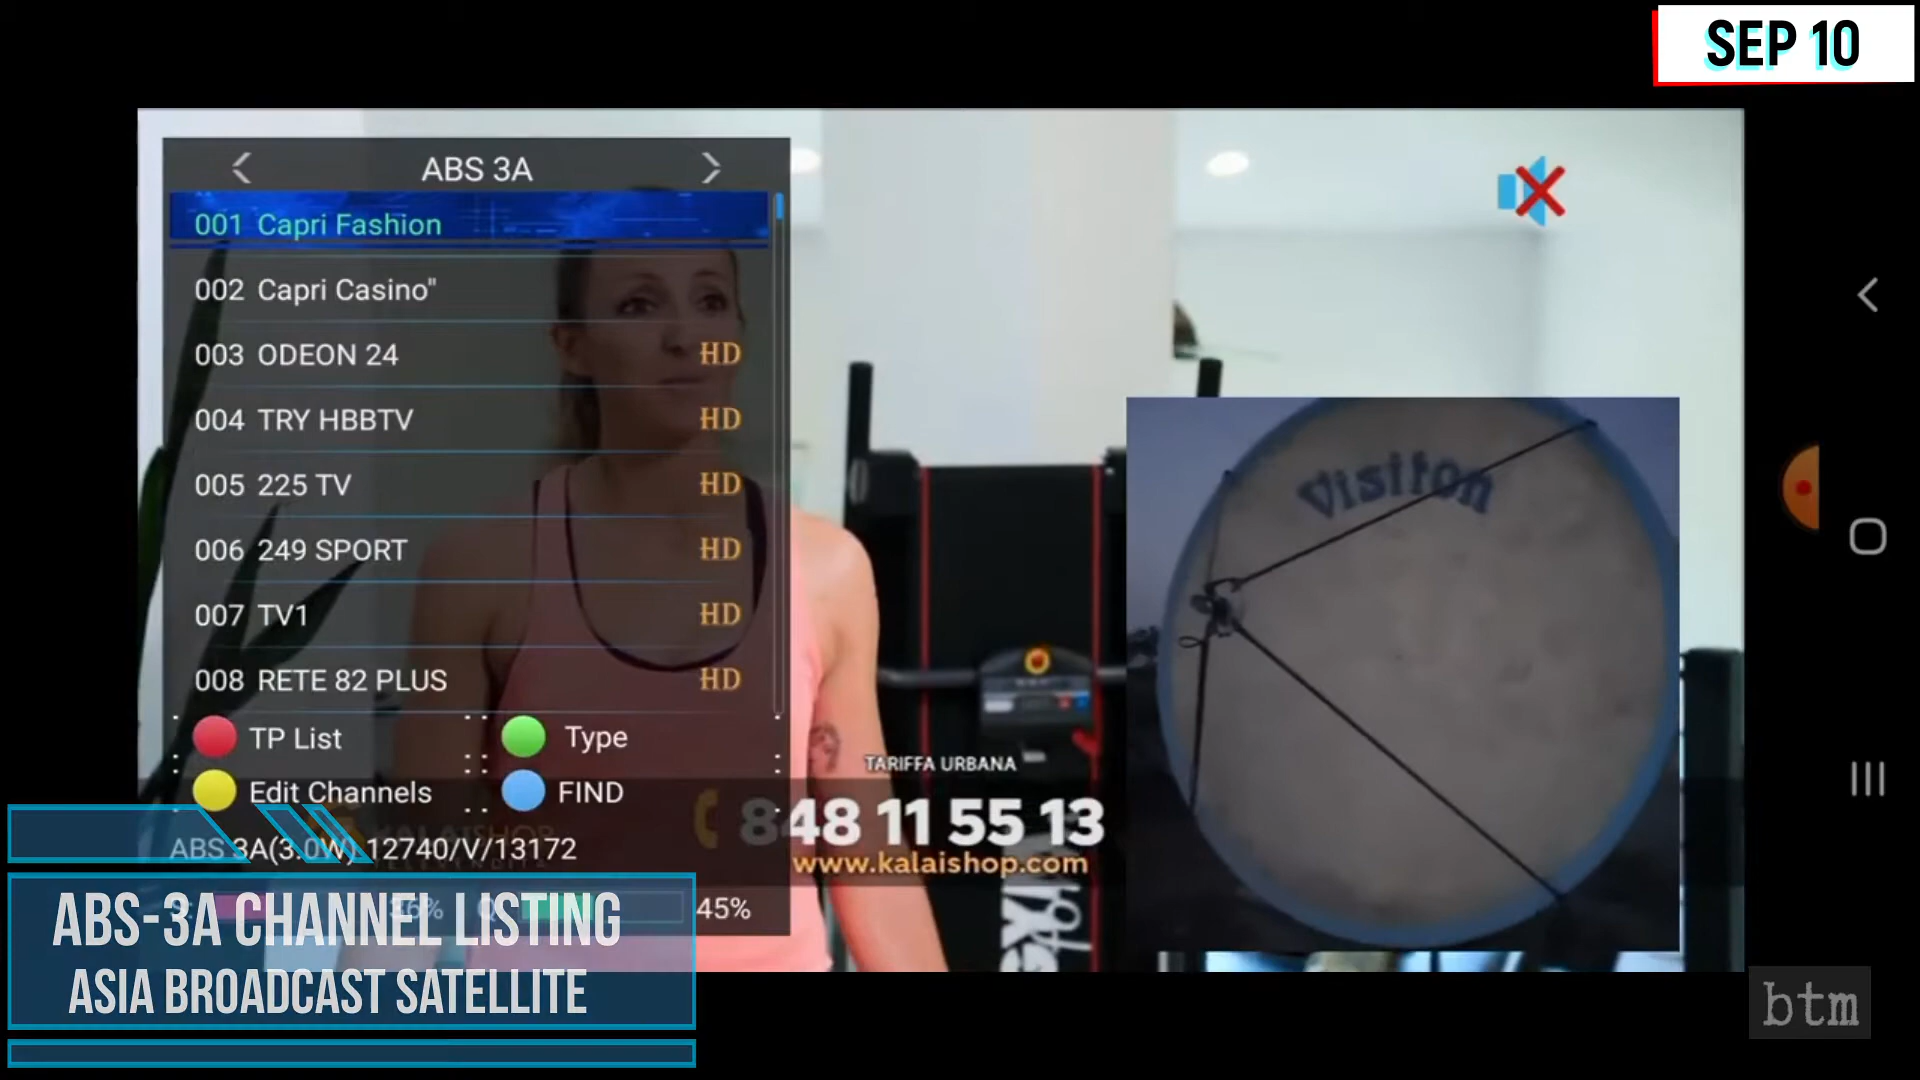 SEP 10
ABS 3A
001 Capri Fashion
002 Capri Casino"
003 ODEON 24 HD
004 TRY HBBTV HD
005 225 TV HD
006 249 SPORT HD
007 TV1 HD
008 RETE 82 PLUS HD
TP List
Type
Edit Channels
FIND
ABS 3A(3.0W) 12740/V/13172
36%
45%
Visiton
TARIFFA URBANA
848 11 55 13
www.kalaishop.com
ABS-3A CHANNEL LISTING
ASIA BROADCAST SATELLITE
btm